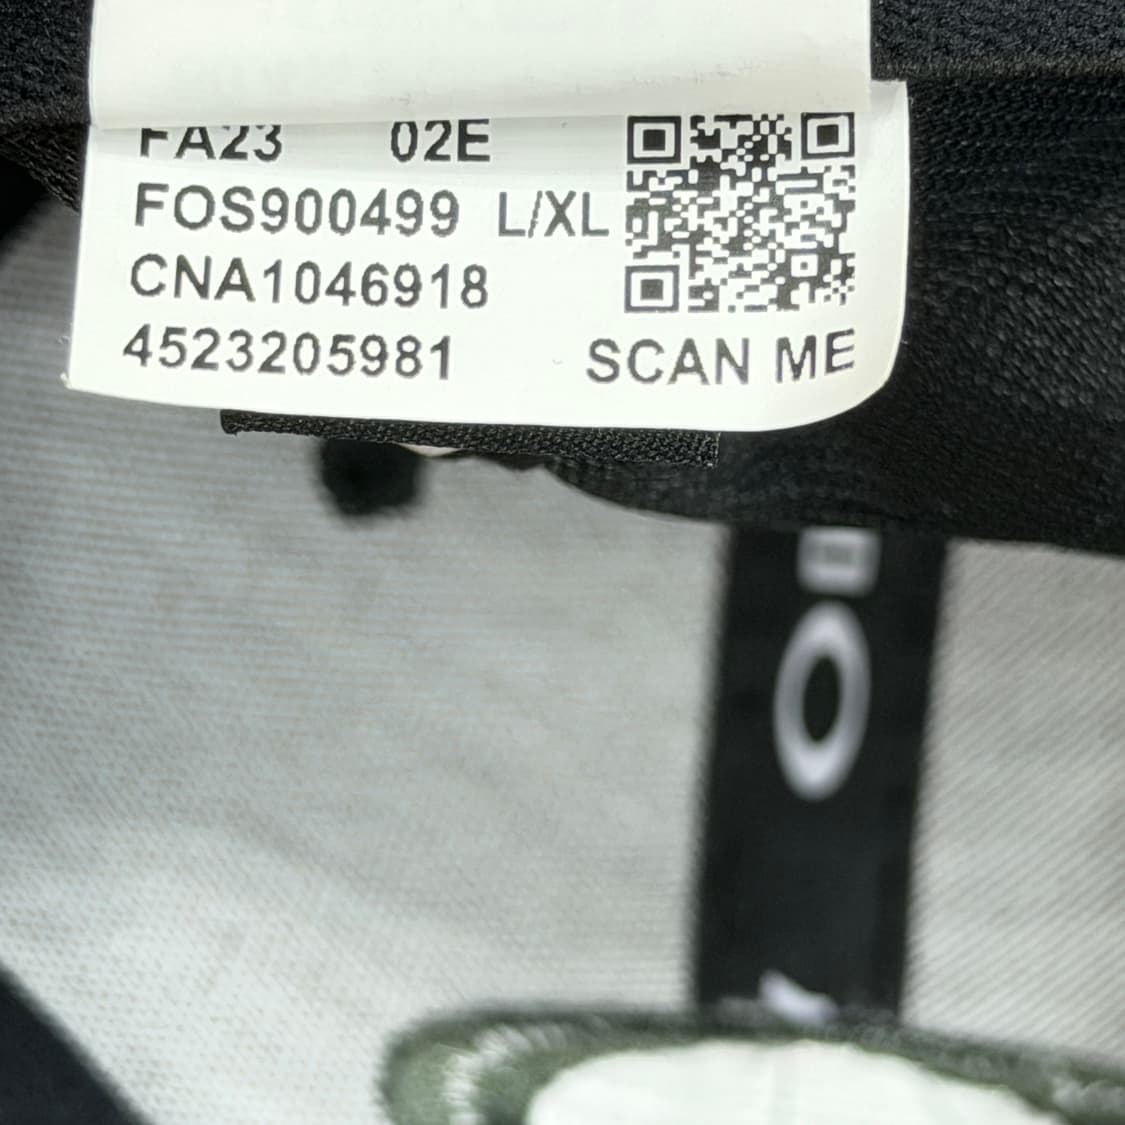 FA23 02E
FOS900499 L/XL
CNA1046918
4523205981 SCAN ME
O